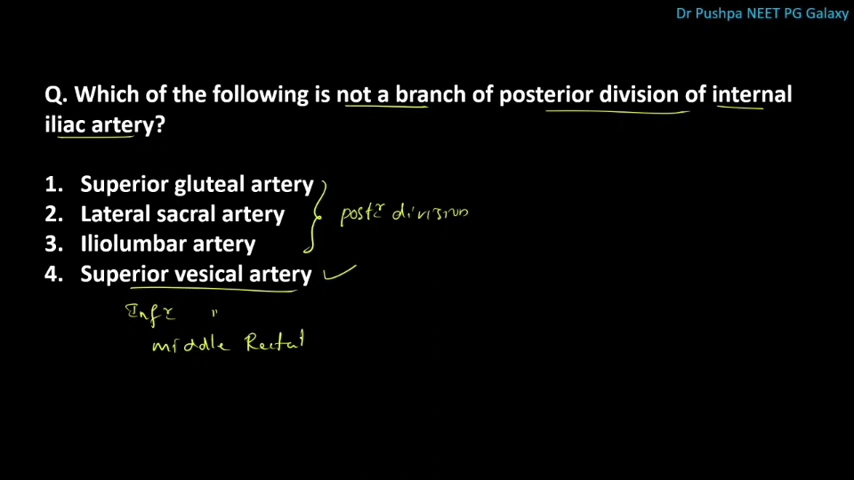 Dr Pushpa NEET PG Galaxy
Q. Which of the following is not a branch of posterior division of internal
iliac artery?
1. Superior gluteal artery
2. Lateral sacral artery
postr division
3. Iliolumbar artery
4. Superior vesical artery
Infr "
middle Rectal